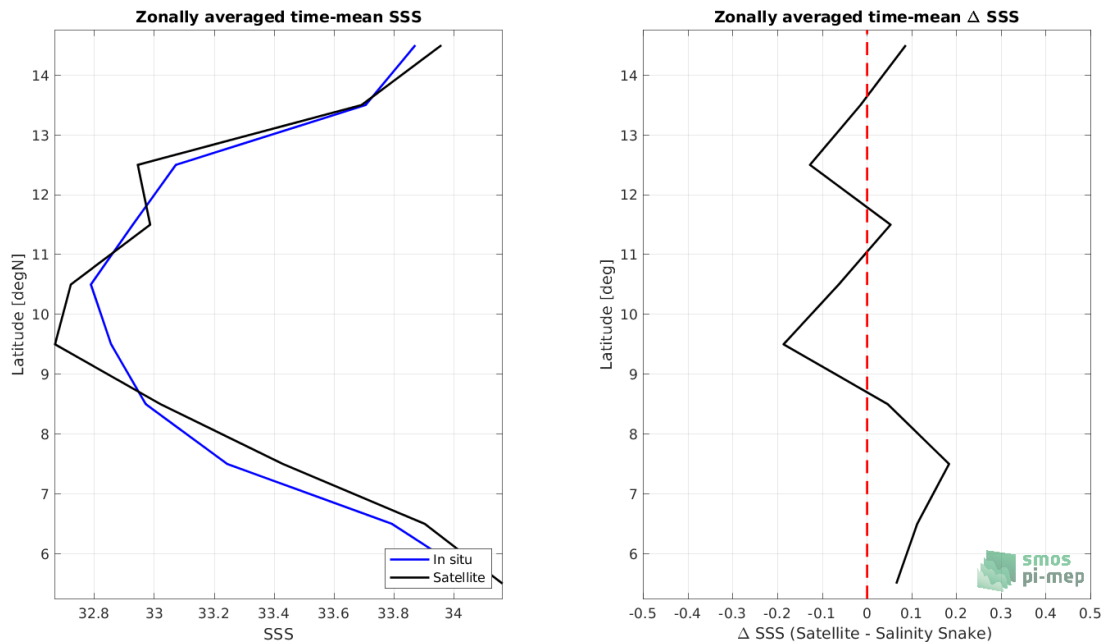 Zonally averaged time-mean SSS
14
13
12
11
10
9
8
7
6
Latitude [degN]
In situ
Satellite
32.8 33 33.2 33.4 33.6 33.8 34
SSS
Zonally averaged time-mean Δ SSS
14
13
12
11
10
9
8
7
6
Latitude [deg]
smos
pi-mep
-0.5 -0.4 -0.3 -0.2 -0.1 0 0.1 0.2 0.3 0.4 0.5
Δ SSS (Satellite - Salinity Snake)